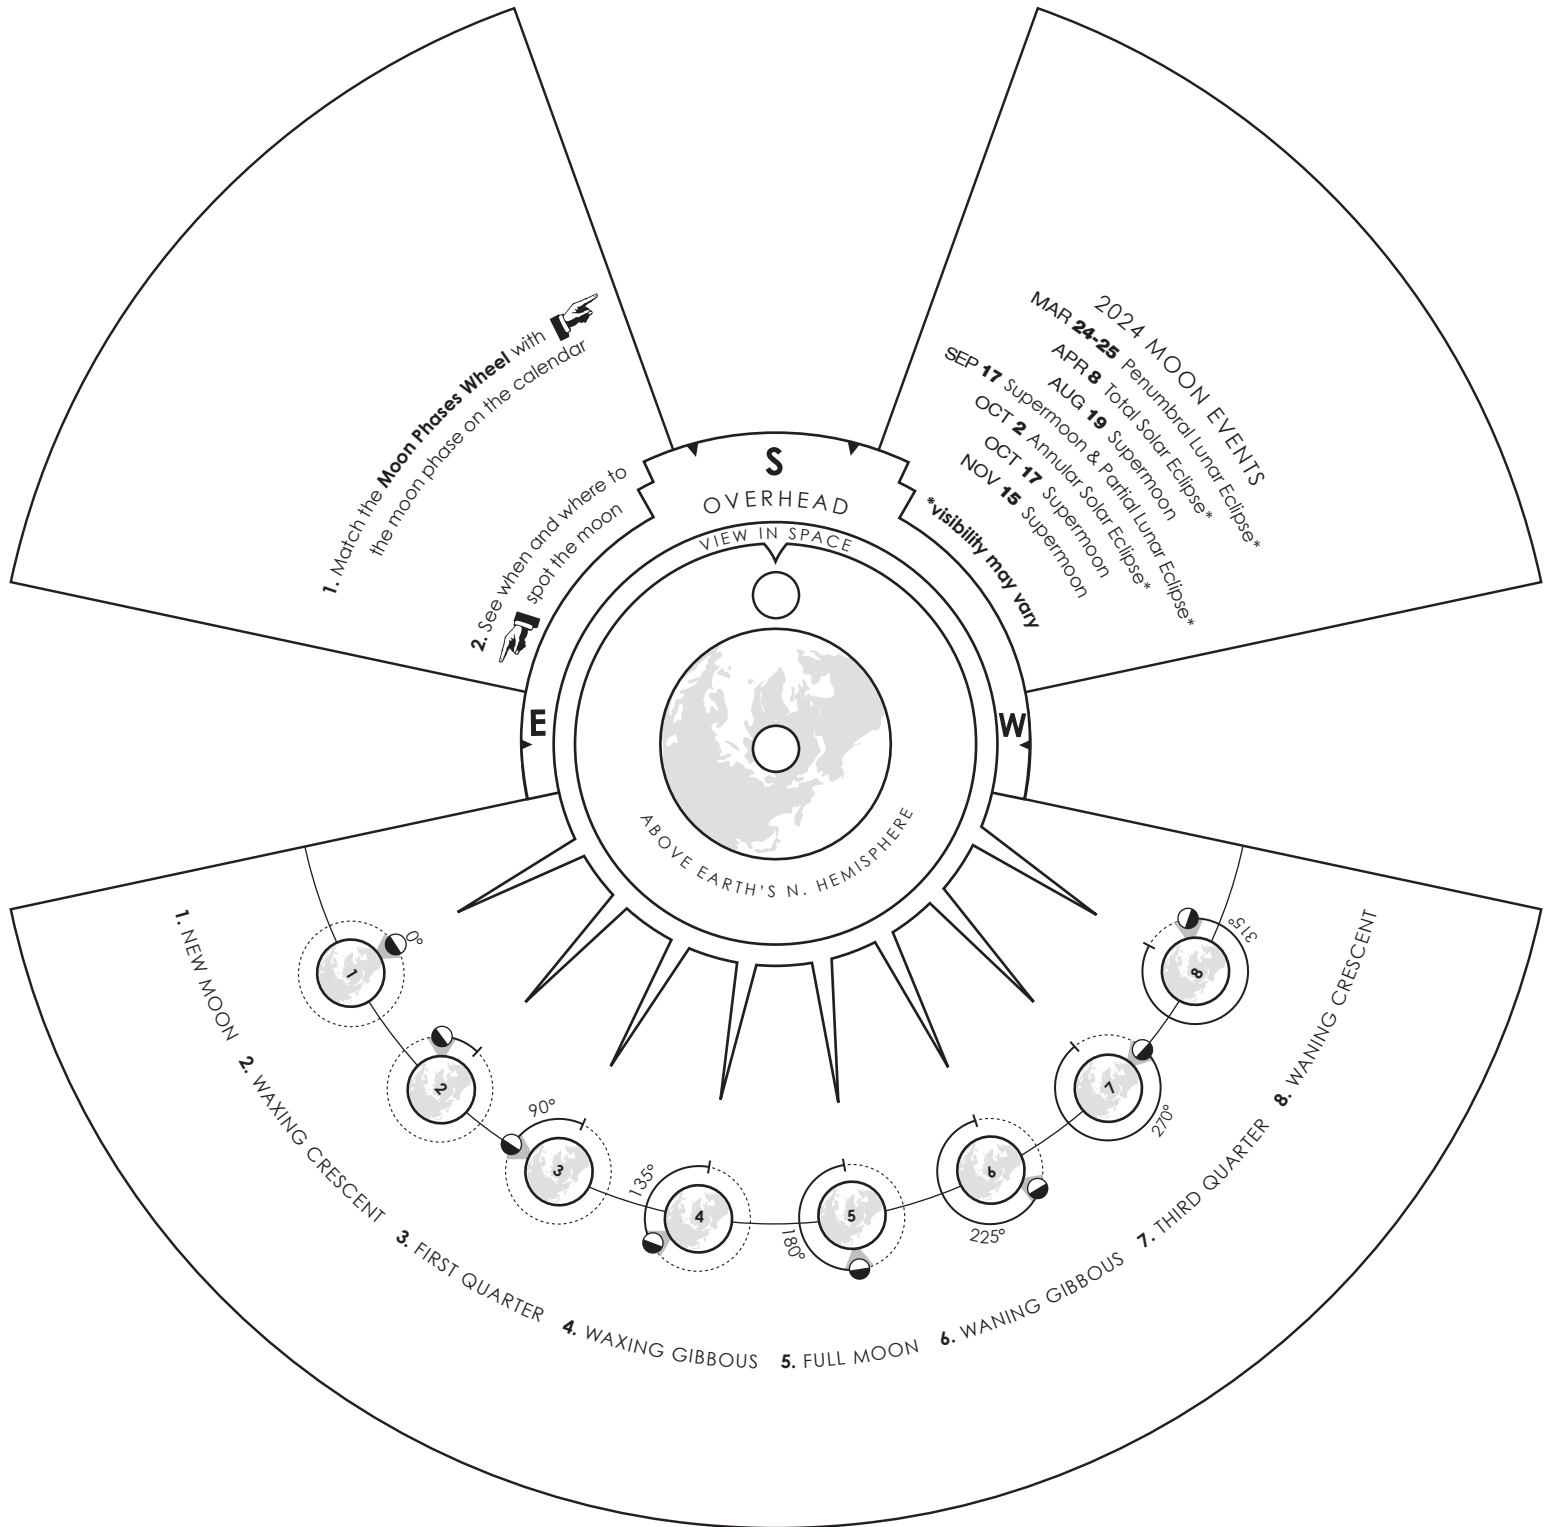 1. Match the Moon Phases Wheel with
the moon phase on the calendar
2. See when and where to
spot the moon
2024 MOON EVENTS
MAR 24-25 Penumbral Lunar Eclipse*
APR 8 Total Solar Eclipse*
AUG 19 Supermoon
SEP 17 Supermoon & Partial Lunar Eclipse*
OCT 2 Annular Solar Eclipse*
OCT 17 Supermoon
NOV 15 Supermoon
*visibility may vary
S
OVERHEAD
VIEW IN SPACE
E
W
ABOVE EARTH'S N. HEMISPHERE
1
0°
2
3
90°
4
135°
5
180°
6
225°
7
270°
8
315°
1. NEW MOON 2. WAXING CRESCENT 3. FIRST QUARTER 4. WAXING GIBBOUS 5. FULL MOON 6. WANING GIBBOUS 7. THIRD QUARTER 8. WANING CRESCENT